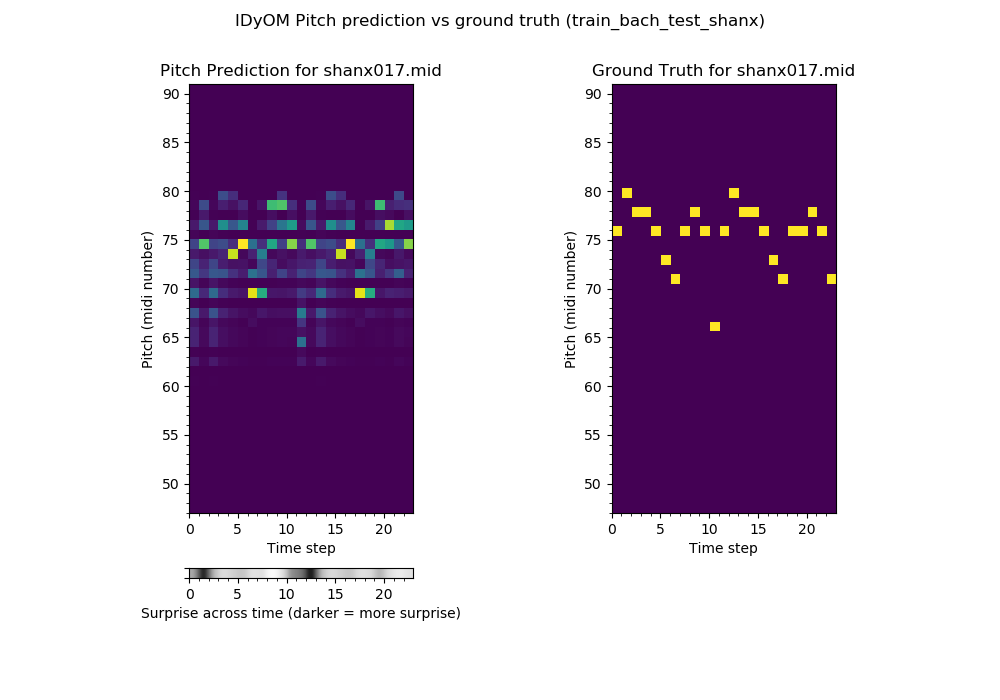 IDyOM Pitch prediction vs ground truth (train_bach_test_shanx)
Pitch Prediction for shanx017.mid
90
85
80
75
70
65
60
55
50
Pitch (midi number)
0 5 10 15 20
Time step
0 5 10 15 20
Surprise across time (darker = more surprise)
Ground Truth for shanx017.mid
90
85
80
75
70
65
60
55
50
Pitch (midi number)
0 5 10 15 20
Time step